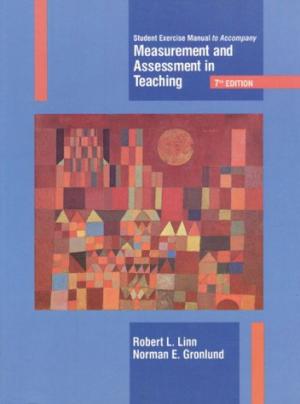 Student Exercise Manual to Accompany
Measurement and
Assessment in
Teaching
7TH EDITION
Robert L. Linn
Norman E. Gronlund